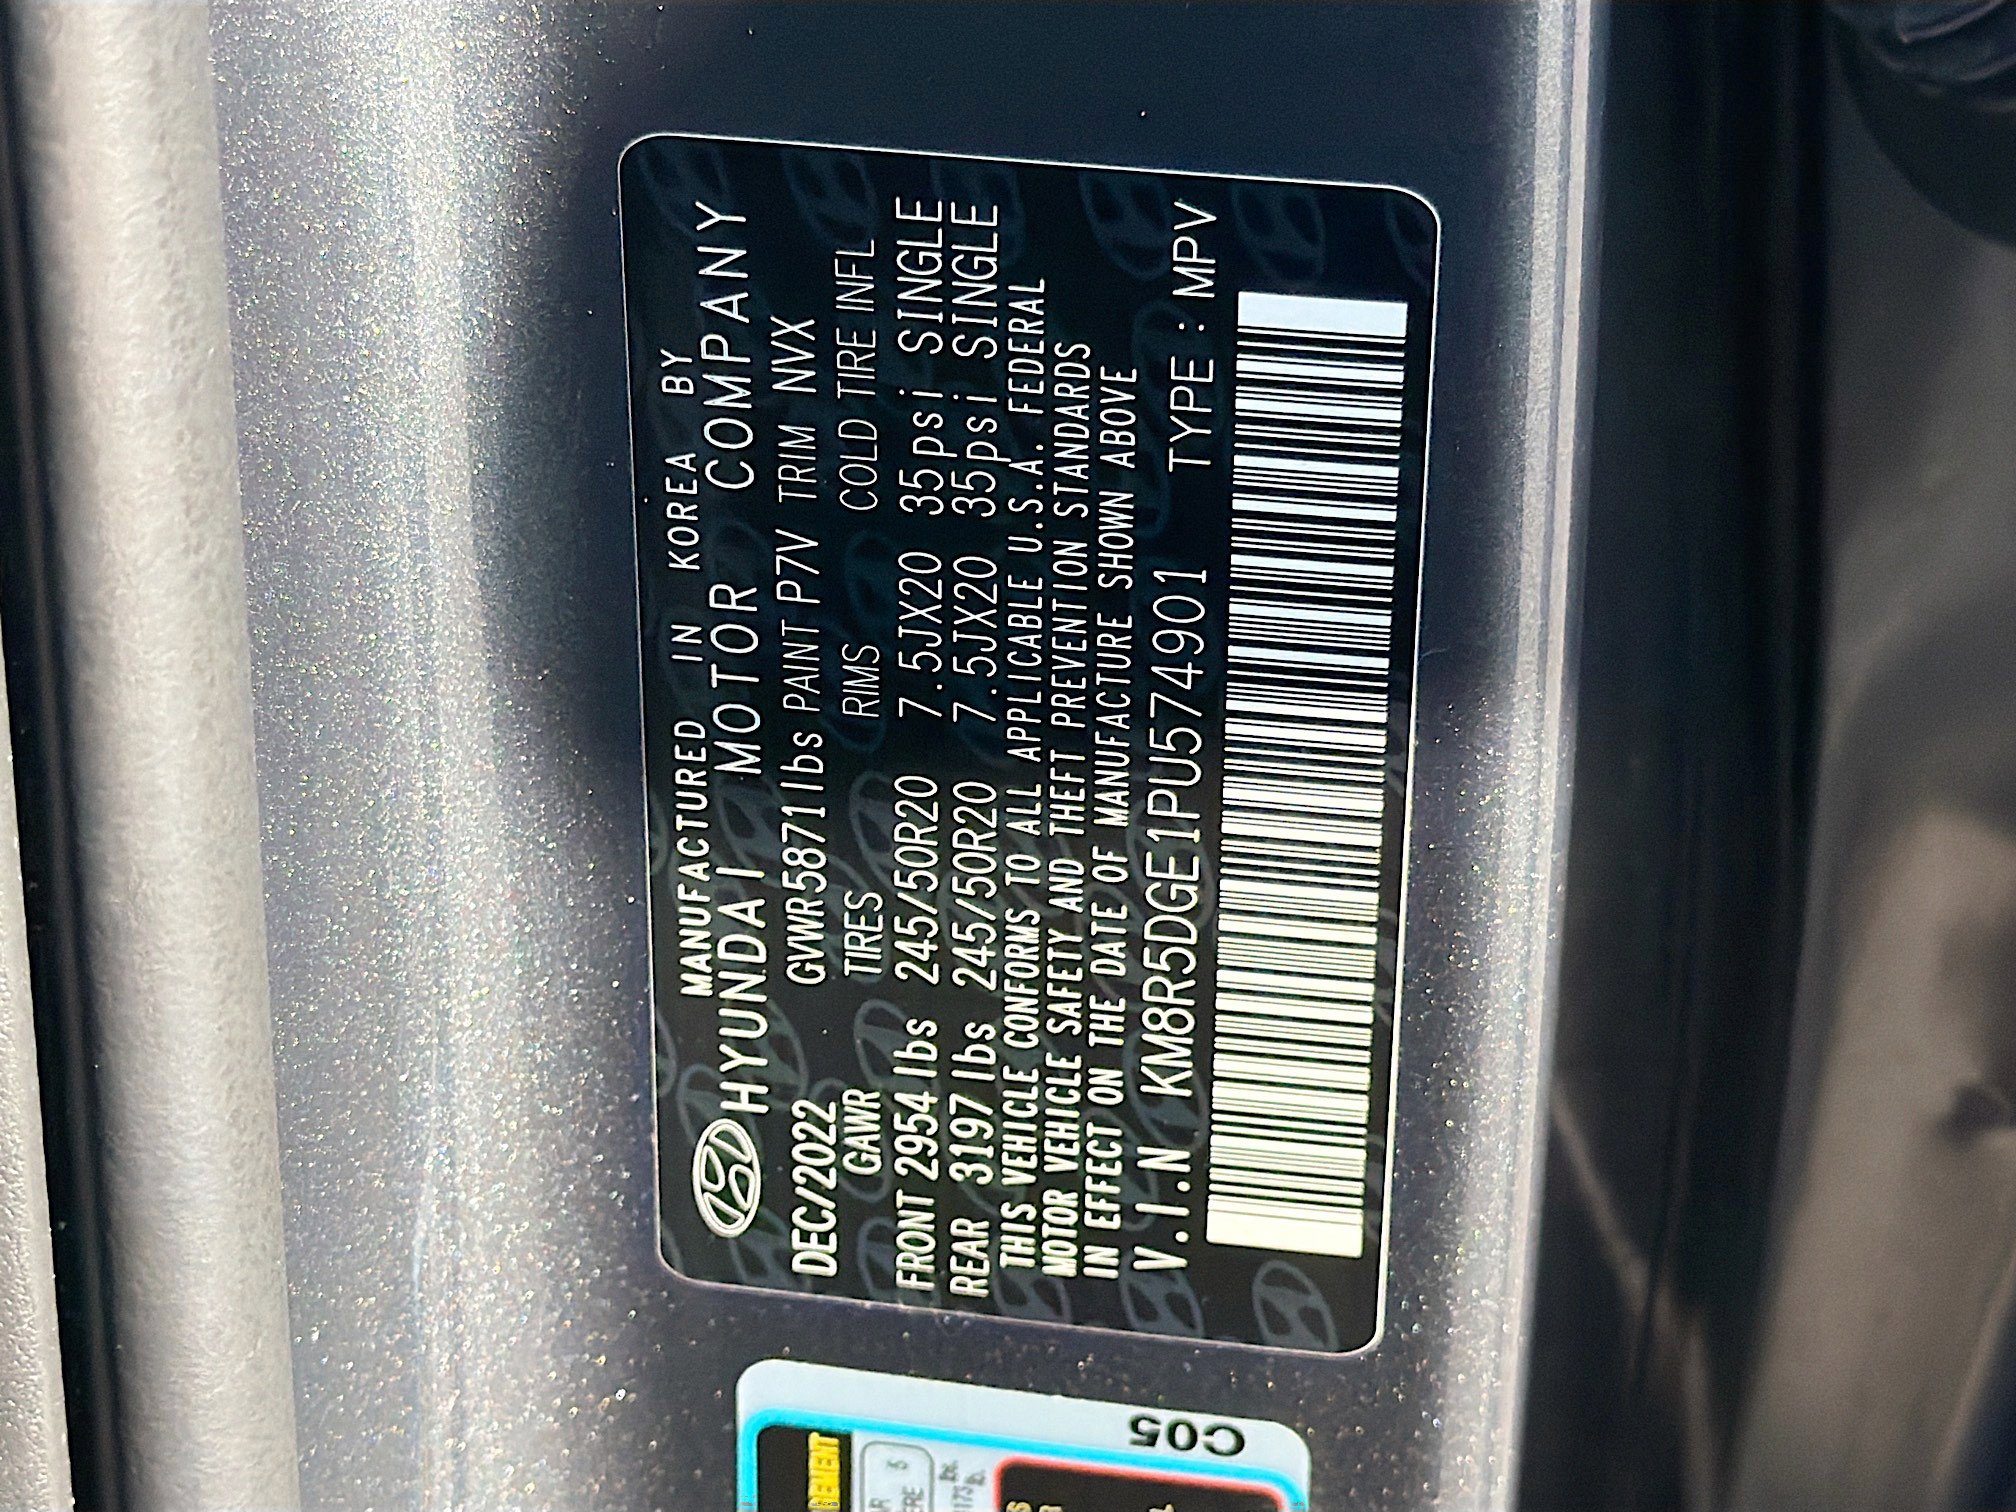 MANUFACTURED IN KOREA BY
HYUNDAI MOTOR COMPANY
DEC/2022 GVWR5871lbs PAINT P7V TRIM NVX
GAWR TIRES RIMS COLD TIRE INFL
FRONT 2954 lbs 245/50R20 7.5JX20 35psi SINGLE
REAR 3197 lbs 245/50R20 7.5JX20 35psi SINGLE
THIS VEHICLE CONFORMS TO ALL APPLICABLE U.S.A. FEDERAL
MOTOR VEHICLE SAFETY AND THEFT PREVENTION STANDARDS
IN EFFECT ON THE DATE OF MANUFACTURE SHOWN ABOVE
V.I.N KM8R5DGE1PU574901 TYPE : MPV
C05